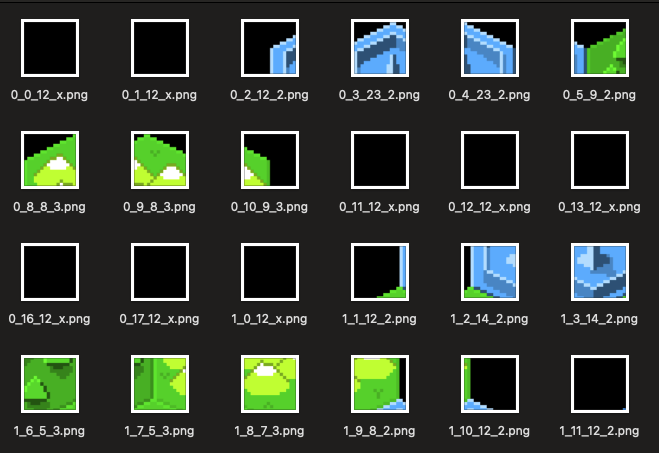 0_0_12_x.png 0_1_12_x.png 0_2_12_2.png 0_3_23_2.png 0_4_23_2.png 0_5_9_2.png
0_8_8_3.png 0_9_8_3.png 0_10_9_3.png 0_11_12_x.png 0_12_12_x.png 0_13_12_x.png
0_16_12_x.png 0_17_12_x.png 1_0_12_x.png 1_1_12_2.png 1_2_14_2.png 1_3_14_2.png
1_6_5_3.png 1_7_5_3.png 1_8_7_3.png 1_9_8_2.png 1_10_12_2.png 1_11_12_2.png